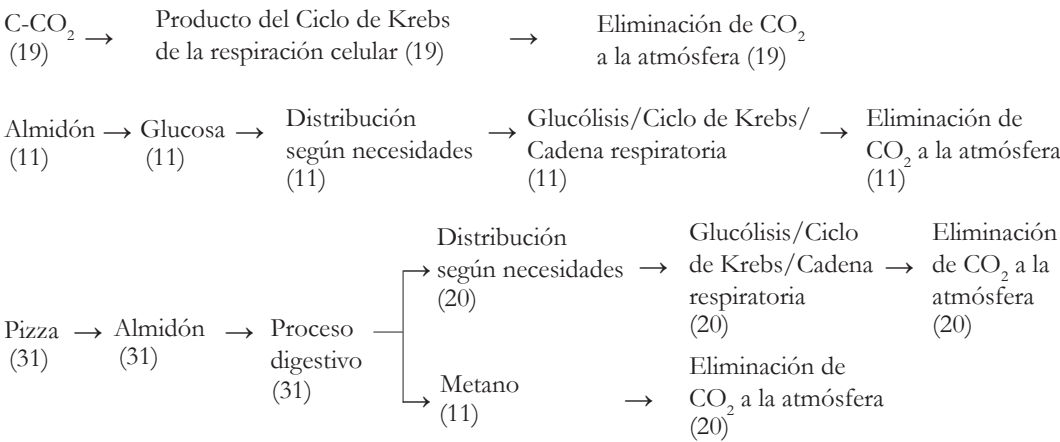 C-CO₂ → Producto del Ciclo de Krebs → Eliminación de CO₂
(19) de la respiración celular (19) a la atmósfera (19)
Almidón → Glucosa → Distribución → Glucólisis/Ciclo de Krebs/ → Eliminación de
(11) (11) según necesidades Cadena respiratoria CO₂ a la atmósfera
(11) (11) (11)
Distribución Glucólisis/Ciclo Eliminación
según necesidades → de Krebs/Cadena → de CO₂ a la
(20) respiratoria atmósfera
(20) (20)
Pizza → Almidón → Proceso
(31) (31) digestivo
(31)
Metano → Eliminación de
(11) CO₂ a la atmósfera
(20)